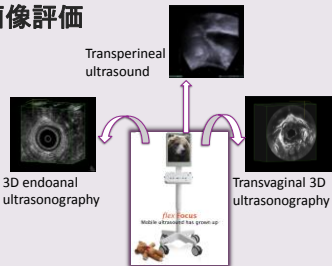 画像評価
Transperineal
ultrasound
3D endoanal
ultrasonography
Transvaginal 3D
ultrasonography
flex Focus
Mobile ultrasound has grown up